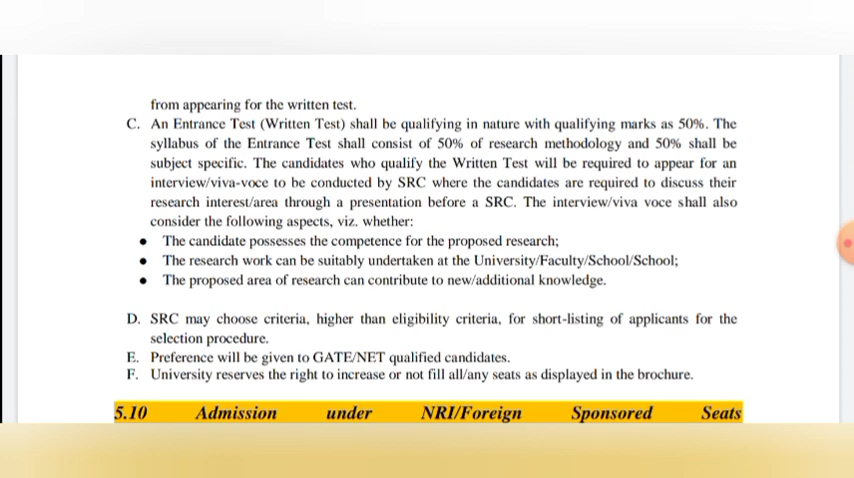 from appearing for the written test.
C. An Entrance Test (Written Test) shall be qualifying in nature with qualifying marks as 50%. The
syllabus of the Entrance Test shall consist of 50% of research methodology and 50% shall be
subject specific. The candidates who qualify the Written Test will be required to appear for an
interview/viva-voce to be conducted by SRC where the candidates are required to discuss their
research interest/area through a presentation before a SRC. The interview/viva voce shall also
consider the following aspects, viz. whether:
• The candidate possesses the competence for the proposed research;
• The research work can be suitably undertaken at the University/Faculty/School/School;
• The proposed area of research can contribute to new/additional knowledge.
D. SRC may choose criteria, higher than eligibility criteria, for short-listing of applicants for the
selection procedure.
E. Preference will be given to GATE/NET qualified candidates.
F. University reserves the right to increase or not fill all/any seats as displayed in the brochure.
5.10 Admission under NRI/Foreign Sponsored Seats